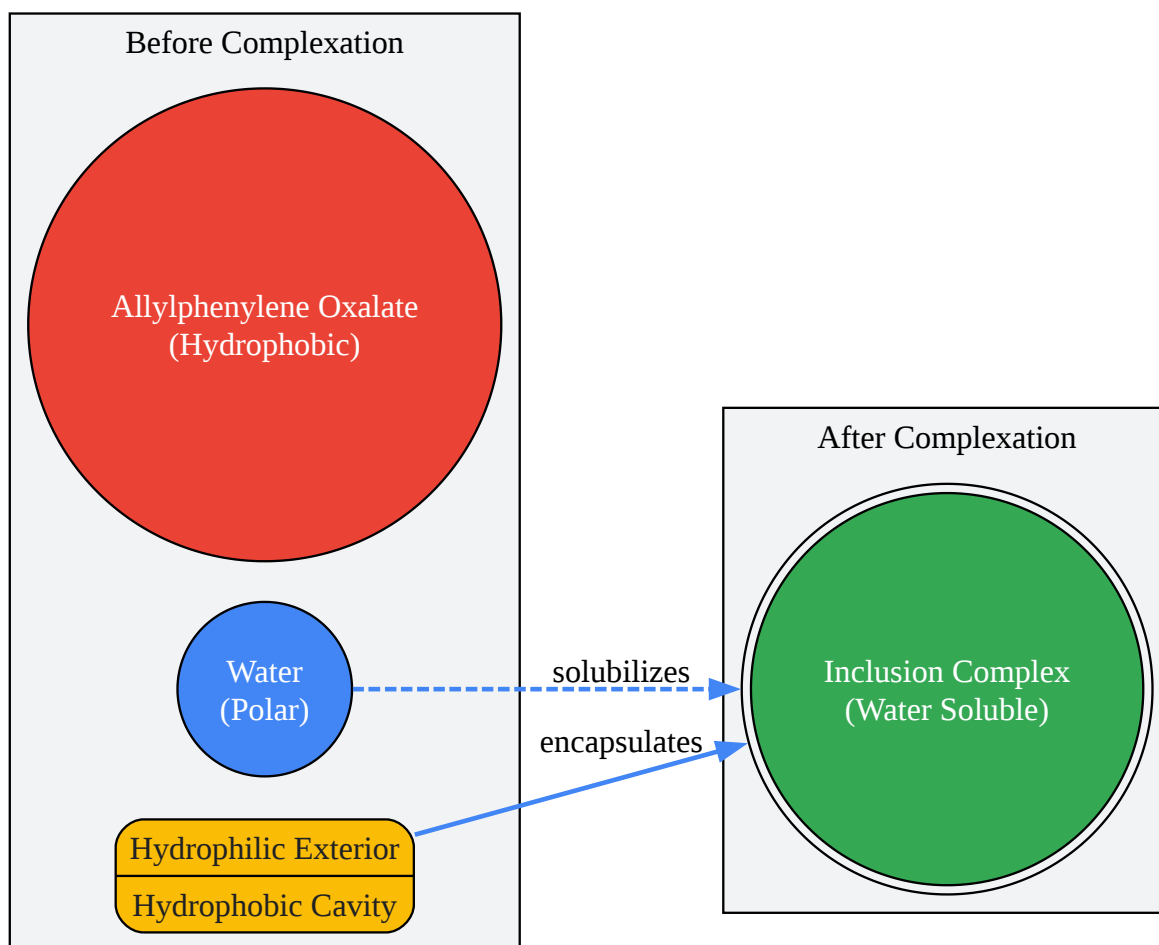 Before Complexation
Allylphenylene Oxalate
(Hydrophobic)
Water
(Polar)
Hydrophilic Exterior
Hydrophobic Cavity
solubilizes
encapsulates
After Complexation
Inclusion Complex
(Water Soluble)